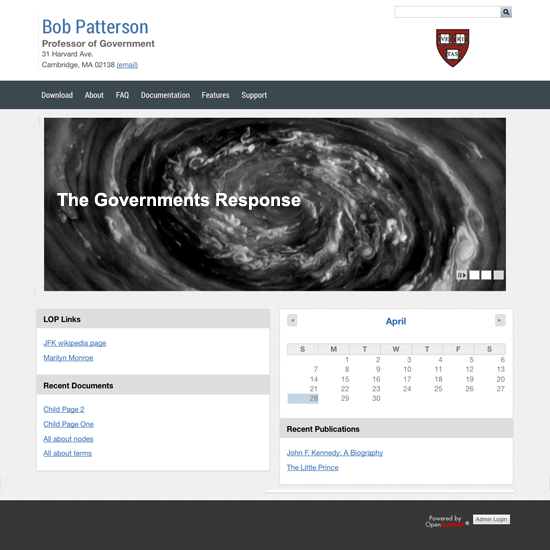 Bob Patterson
Professor of Government
31 Harvard Ave.
Cambridge, MA 02138 (email)
VE RI
TAS
Download About FAQ Documentation Features Support
The Governments Response
LOP Links
JFK wikipedia page
Marilyn Monroe
Recent Documents
Child Page 2
Child Page One
All about nodes
All about terms
April
S M T W T F S
1 2 3 4 5 6
7 8 9 10 11 12 13
14 15 16 17 18 19 20
21 22 23 24 25 26 27
28 29 30
Recent Publications
John F. Kennedy: A Biography
The Little Prince
Powered by
OpenScholar ®
Admin Login